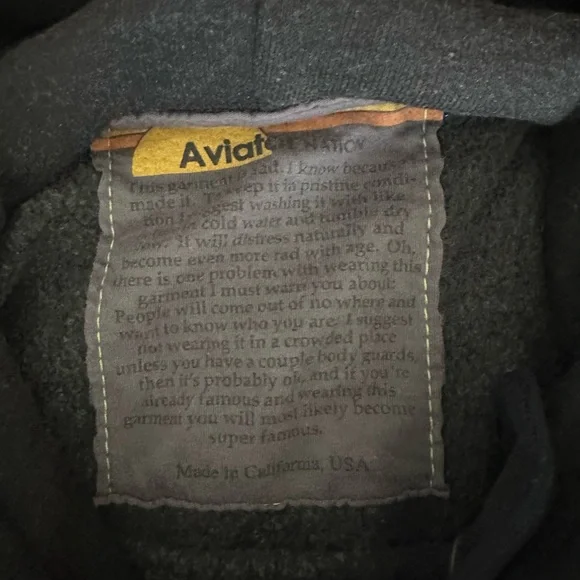 Aviat NATION
This garment is rad. I know because I
made it. To keep it in pristine condi-
tion I suggest washing it with like
in cold water and tumble dry
low. It will distress naturally and
become even more rad with age. Oh,
there is one problem with wearing this
garment I must warn you about:
People will come out of no where and
want to know who you are. I suggest
not wearing it in a crowded place
unless you have a couple body guards,
then it's probably ok, and if you're
already famous and wearing this
garment you will most likely become
super famous.
Made in California, USA